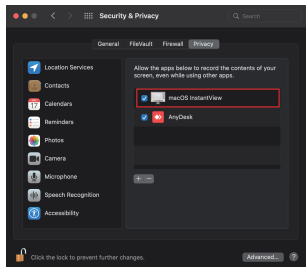 Security & Privacy
Search
General FileVault Firewall Privacy
Location Services
Contacts
Calendars
Reminders
Photos
Camera
Microphone
Speech Recognition
Accessibility
Allow the apps below to record the contents of your
screen, even while using other apps.
macOS InstantView
AnyDesk
Click the lock to prevent further changes.
Advanced...
?